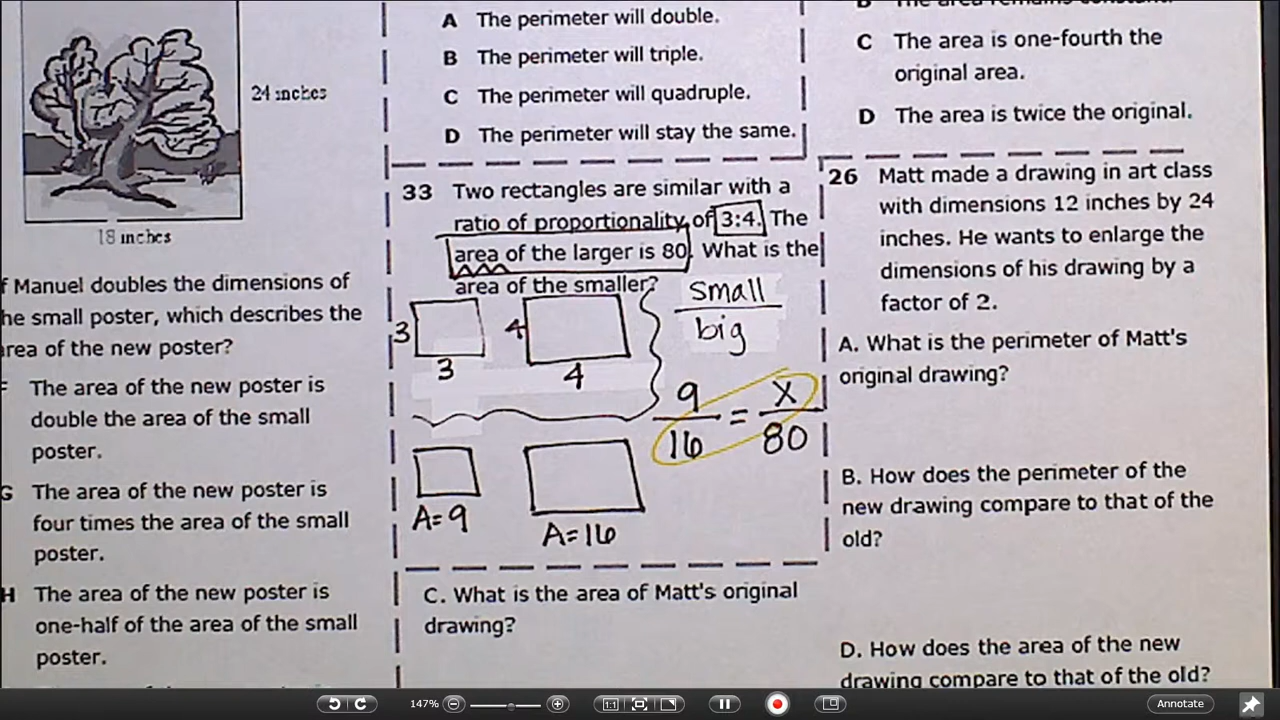 24 inches
18 inches
f Manuel doubles the dimensions of
he small poster, which describes the
area of the new poster?
F The area of the new poster is
double the area of the small
poster.
G The area of the new poster is
four times the area of the small
poster.
H The area of the new poster is
one-half of the area of the small
poster.
A The perimeter will double.
B The perimeter will triple.
C The perimeter will quadruple.
D The perimeter will stay the same.
33 Two rectangles are similar with a
ratio of proportionality of 3:4. The
area of the larger is 80. What is the
area of the smaller?
small
big
3
3
4
4
9
16
=
x
80
A=9
A=16
C. What is the area of Matt's original
drawing?
B The area remains constant.
C The area is one-fourth the
original area.
D The area is twice the original.
26 Matt made a drawing in art class
with dimensions 12 inches by 24
inches. He wants to enlarge the
dimensions of his drawing by a
factor of 2.
A. What is the perimeter of Matt's
original drawing?
B. How does the perimeter of the
new drawing compare to that of the
old?
D. How does the area of the new
drawing compare to that of the old?
147%
1:1
Annotate